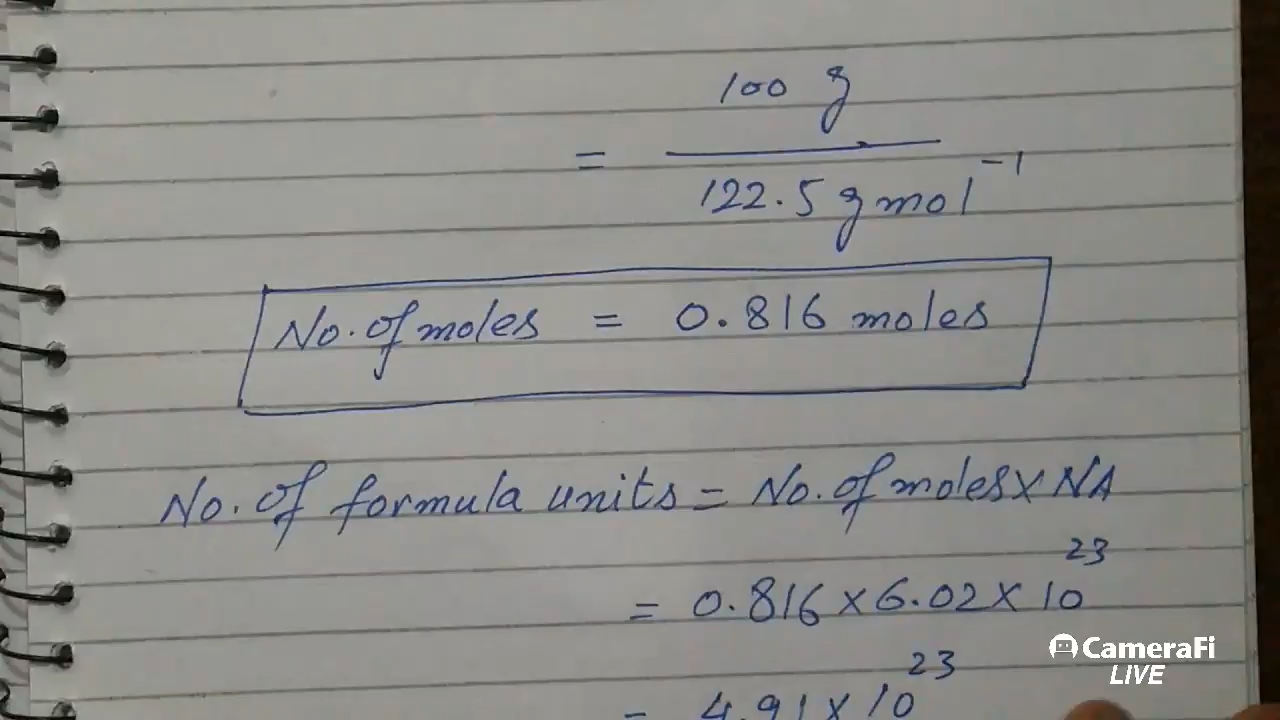 100 g
=
122.5 g mol⁻¹
No. of moles = 0.816 moles
No. of formula units = No. of moles × NA
= 0.816 × 6.02 × 10²³
= 4.91 × 10²³
CameraFi
LIVE